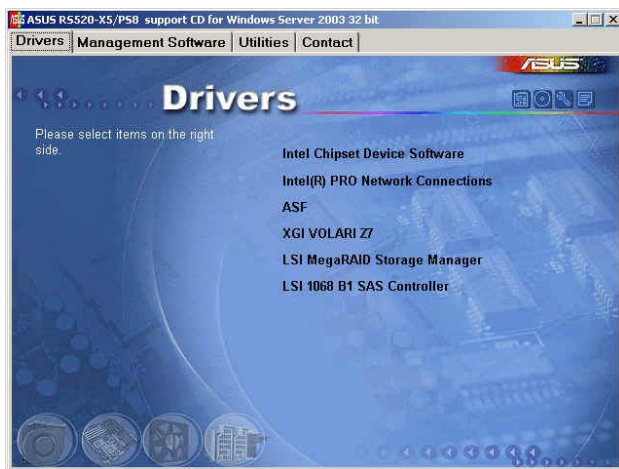 ASUS RS520-X5/PS8 support CD for Windows Server 2003 32 bit
Drivers Management Software Utilities Contact
ASUS
Drivers
Please select items on the right
side.
Intel Chipset Device Software
Intel(R) PRO Network Connections
ASF
XGI VOLARI Z7
LSI MegaRAID Storage Manager
LSI 1068 B1 SAS Controller